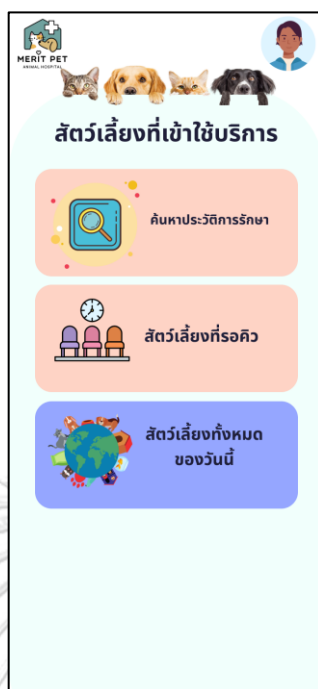 MERIT PET
ANIMAL HOSPITAL
สัตว์เลี้ยงที่เข้าใช้บริการ
ค้นหาประวัติการรักษา
สัตว์เลี้ยงที่รอคิว
สัตว์เลี้ยงทั้งหมด
ของวันนี้